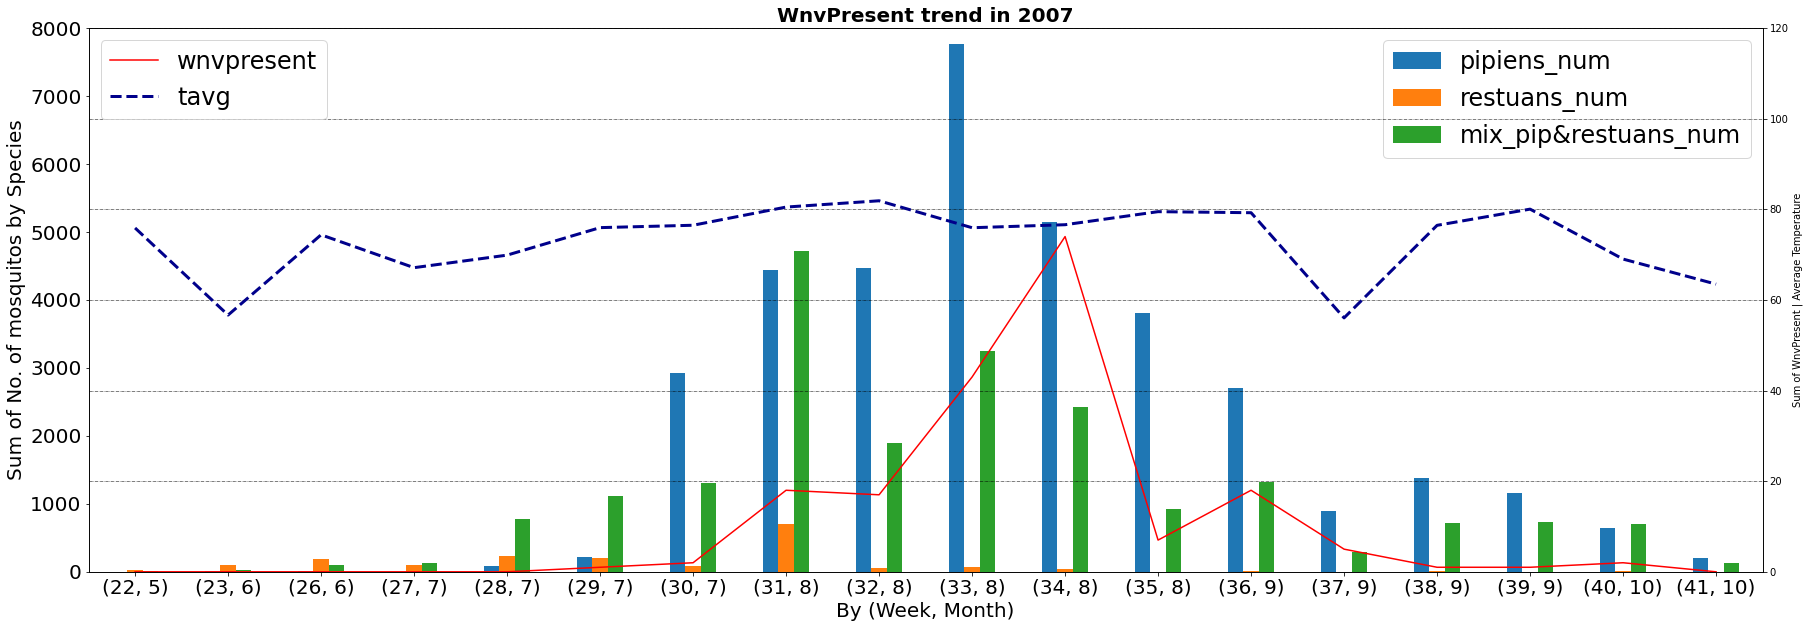 WnvPresent trend in 2007
wnvpresent
tavg
pipiens_num
restuans_num
mix_pip&restuans_num
Sum of No. of mosquitos by Species
8000
7000
6000
5000
4000
3000
2000
1000
0
120
100
80
60
40
20
0
Sum of WnvPresent | Average Temperature
(22, 5) (23, 6) (26, 6) (27, 7) (28, 7) (29, 7) (30, 7) (31, 8) (32, 8) (33, 8) (34, 8) (35, 8) (36, 9) (37, 9) (38, 9) (39, 9) (40, 10) (41, 10)
By (Week, Month)